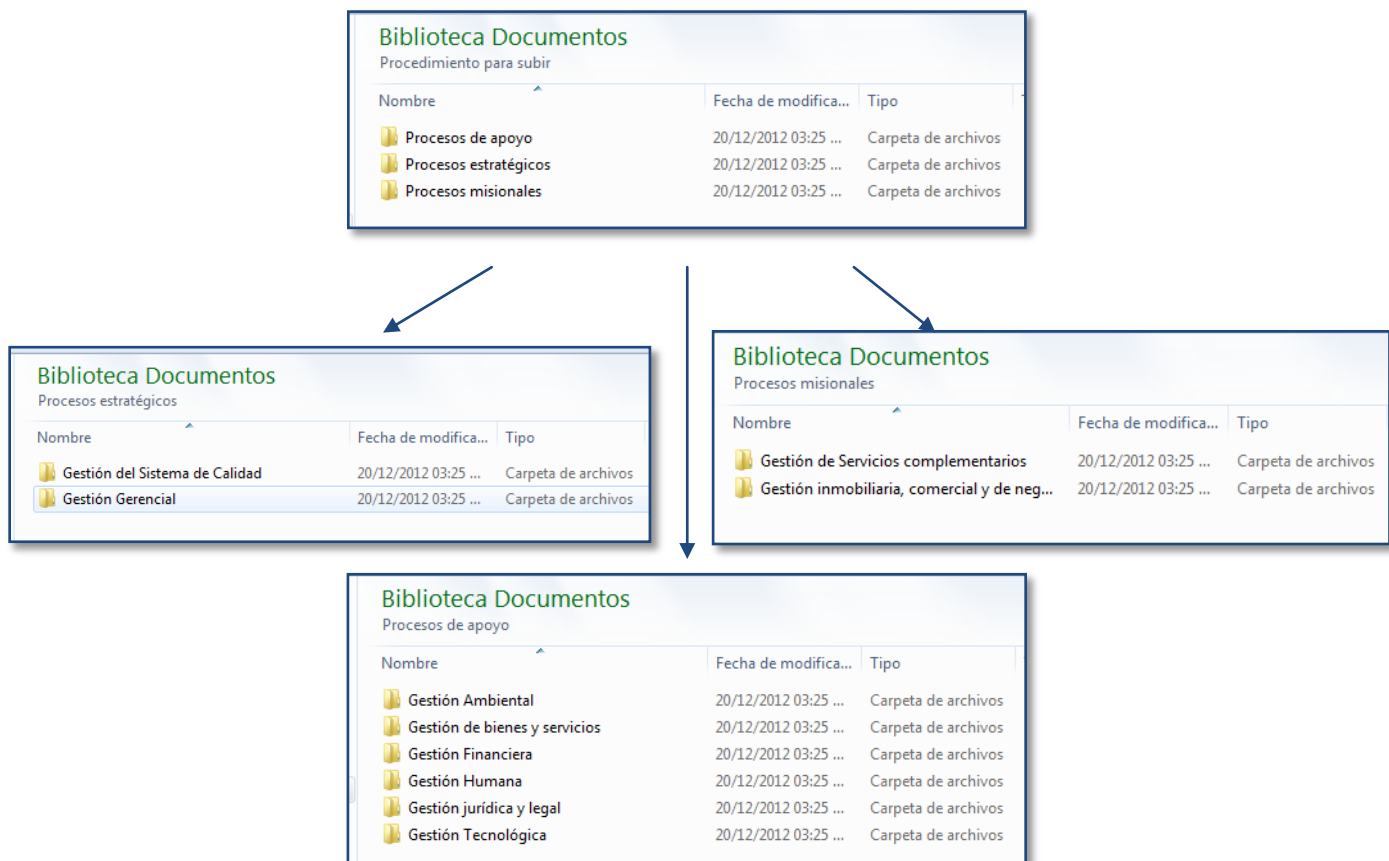 Biblioteca Documentos
Procedimiento para subir
Nombre Fecha de modifica... Tipo
Procesos de apoyo 20/12/2012 03:25 ... Carpeta de archivos
Procesos estratégicos 20/12/2012 03:25 ... Carpeta de archivos
Procesos misionales 20/12/2012 03:25 ... Carpeta de archivos
Biblioteca Documentos
Procesos estratégicos
Nombre Fecha de modifica... Tipo
Gestión del Sistema de Calidad 20/12/2012 03:25 ... Carpeta de archivos
Gestión Gerencial 20/12/2012 03:25 ... Carpeta de archivos
Biblioteca Documentos
Procesos misionales
Nombre Fecha de modifica... Tipo
Gestión de Servicios complementarios 20/12/2012 03:25 ... Carpeta de archivos
Gestión inmobiliaria, comercial y de neg... 20/12/2012 03:25 ... Carpeta de archivos
Biblioteca Documentos
Procesos de apoyo
Nombre Fecha de modifica... Tipo
Gestión Ambiental 20/12/2012 03:25 ... Carpeta de archivos
Gestión de bienes y servicios 20/12/2012 03:25 ... Carpeta de archivos
Gestión Financiera 20/12/2012 03:25 ... Carpeta de archivos
Gestión Humana 20/12/2012 03:25 ... Carpeta de archivos
Gestión jurídica y legal 20/12/2012 03:25 ... Carpeta de archivos
Gestión Tecnológica 20/12/2012 03:25 ... Carpeta de archivos